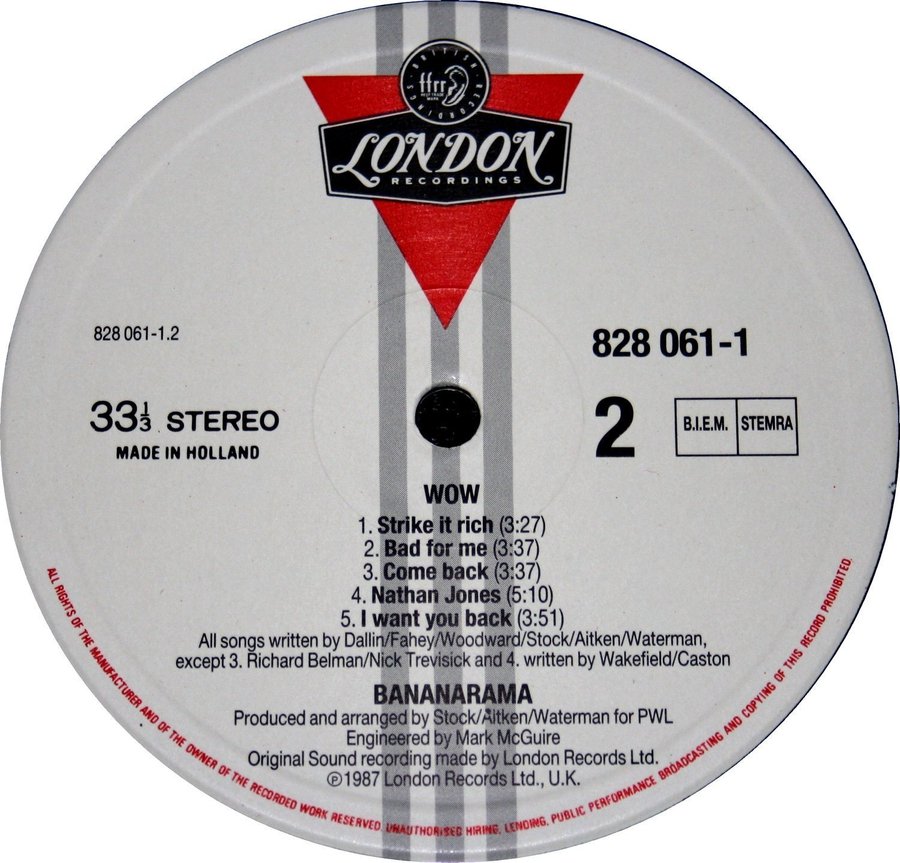 BRITISH RECORDINGS
ffrr
LONDON
RECORDINGS
828 061-1.2
828 061-1
33⅓ STEREO
MADE IN HOLLAND
2
B.I.E.M. STEMRA
WOW
1. Strike it rich (3:27)
2. Bad for me (3:37)
3. Come back (3:37)
4. Nathan Jones (5:10)
5. I want you back (3:51)
All songs written by Dallin/Fahey/Woodward/Stock/Aitken/Waterman,
except 3. Richard Belman/Nick Trevisick and 4. written by Wakefield/Caston
BANANARAMA
Produced and arranged by Stock/Aitken/Waterman for PWL
Engineered by Mark McGuire
Original Sound recording made by London Records Ltd.
℗1987 London Records Ltd., U.K.
ALL RIGHTS OF THE MANUFACTURER AND OF THE OWNER OF THE RECORDED WORK RESERVED. UNAUTHORISED HIRING, LENDING, PUBLIC PERFORMANCE BROADCASTING AND COPYING OF THIS RECORD PROHIBITED.